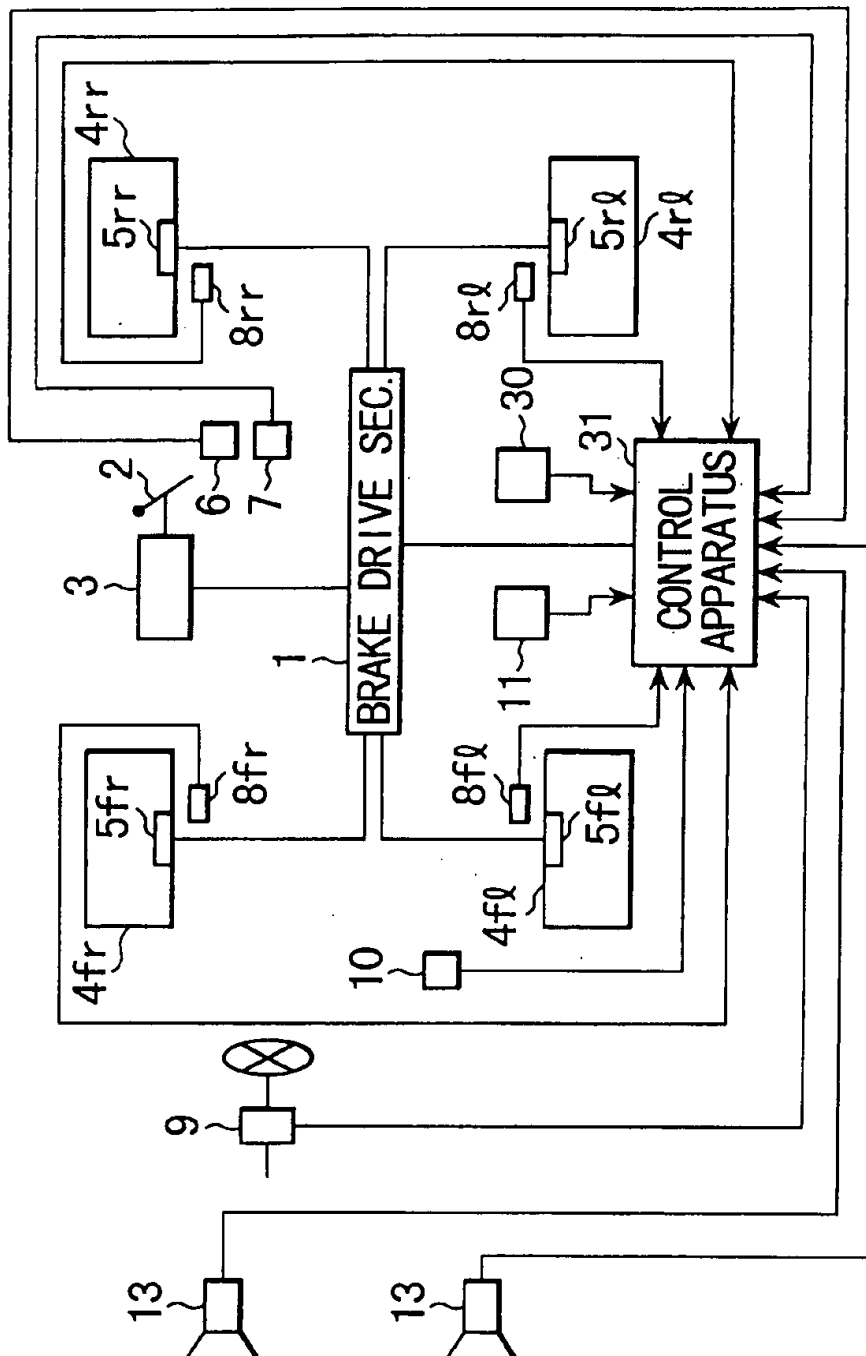 4fr
3
2
4rr
5fr
5rr
13
9
6
8fr
8rr
7
1
BRAKE DRIVE SEC.
10
13
8fℓ
8rℓ
4fℓ
11
30
5fℓ
5rℓ
31
4rℓ
CONTROL
APPARATUS